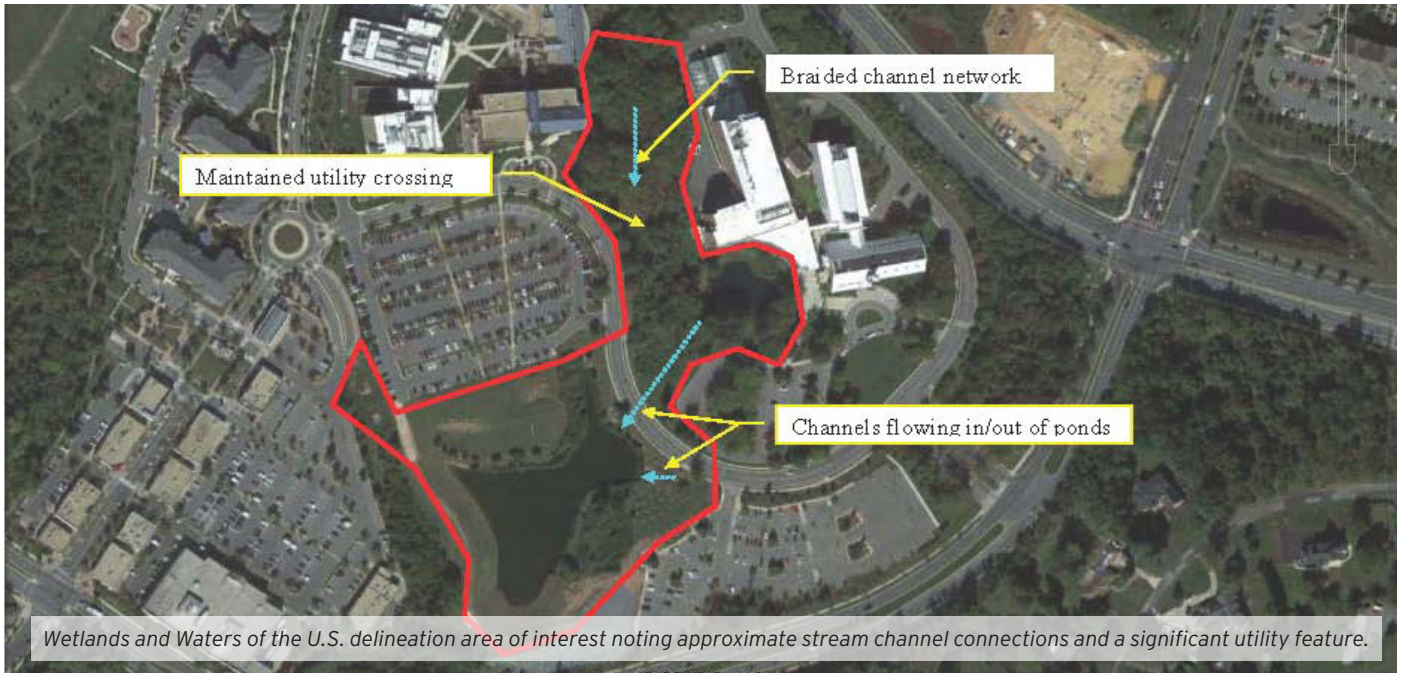 Braided channel network
Maintained utility crossing
Channels flowing in/out of ponds
Wetlands and Waters of the U.S. delineation area of interest noting approximate stream channel connections and a significant utility feature.